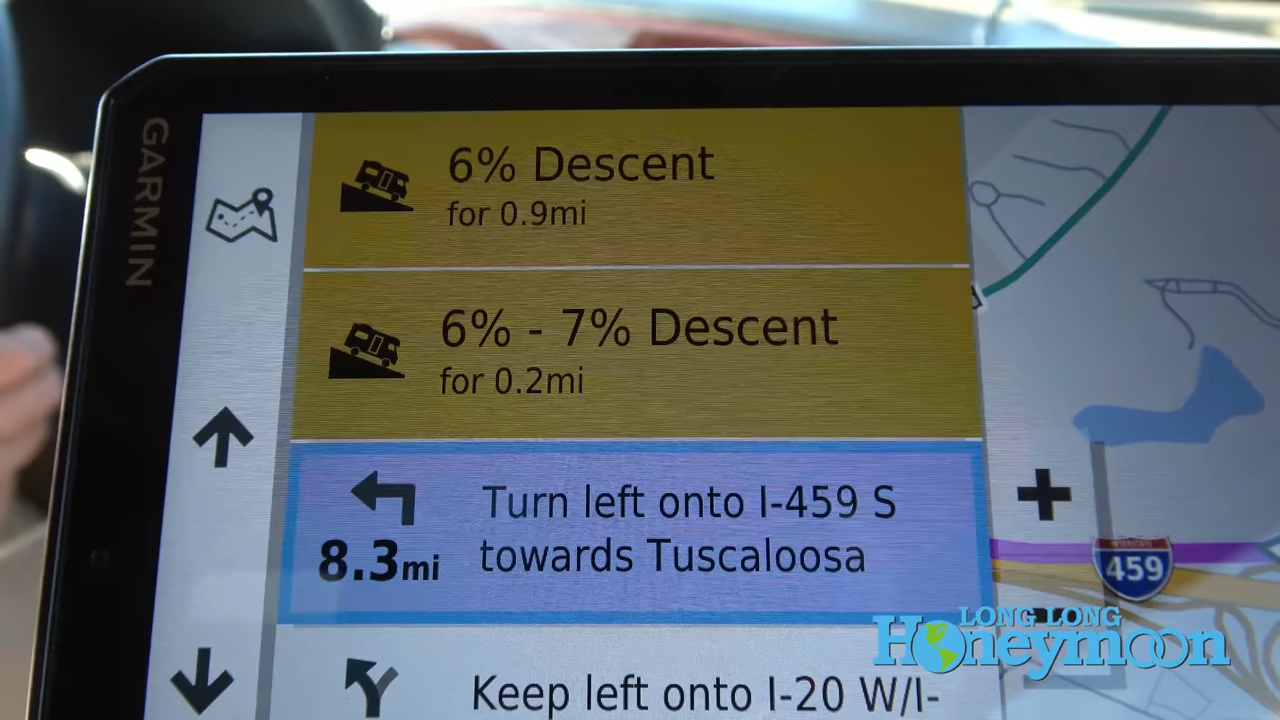 GARMIN
6% Descent
for 0.9mi
6% - 7% Descent
for 0.2mi
Turn left onto I-459 S
8.3mi
towards Tuscaloosa
Keep left onto I-20 W/I-
459
LONG LONG
Honeymoon